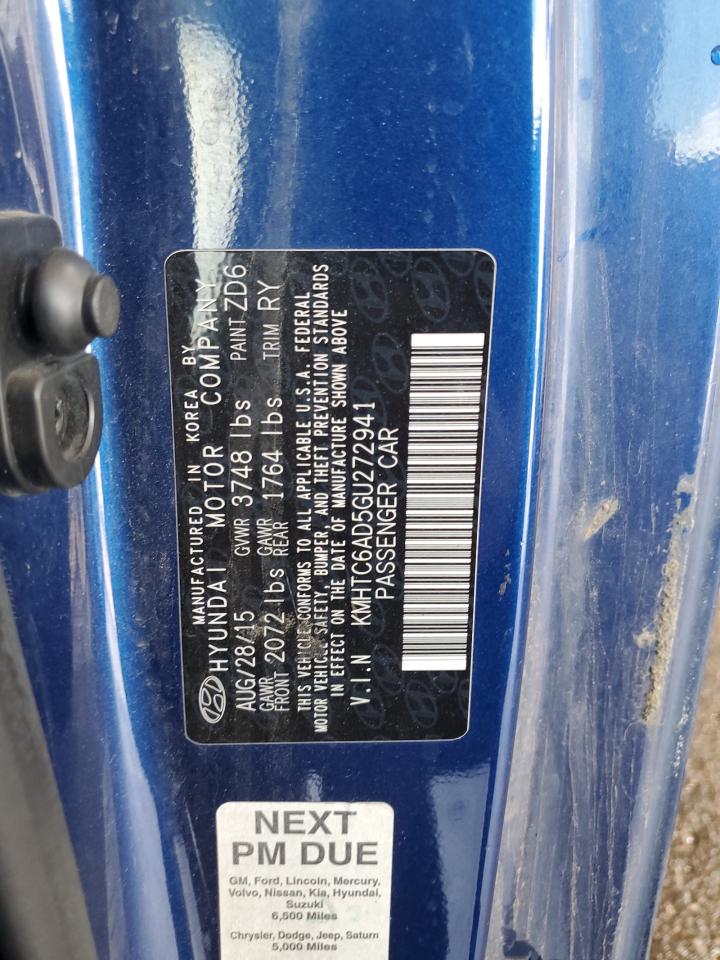 MANUFACTURED IN KOREA BY
HYUNDAI MOTOR COMPANY
AUG/28/15 GVWR 3748 lbs PAINT ZD6
GAWR FRONT 2072 lbs GAWR REAR 1764 lbs TRIM RY
THIS VEHICLE CONFORMS TO ALL APPLICABLE U.S.A. FEDERAL
MOTOR VEHICLE SAFETY, BUMPER, AND THEFT PREVENTION STANDARDS
IN EFFECT ON THE DATE OF MANUFACTURE SHOWN ABOVE
V.I.N KMHTC6AD5GU272941
PASSENGER CAR
NEXT
PM DUE
GM, Ford, Lincoln, Mercury,
Volvo, Nissan, Kia, Hyundai,
Suzuki
6,500 Miles
Chrysler, Dodge, Jeep, Saturn
5,000 Miles